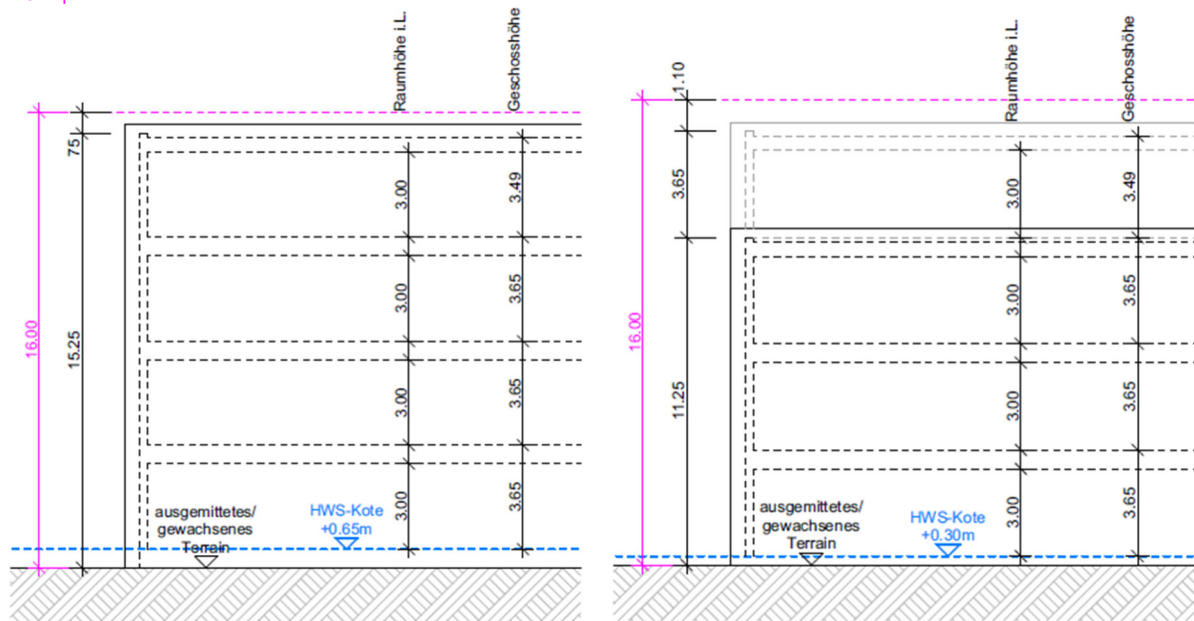 Raumhöhe i.L.
Geschosshöhe
16.00
75
15.25
3.00
3.49
3.00
3.65
3.00
3.65
3.00
3.65
ausgemitteltes/
gewachsenes
Terrain
HWS-Kote
+0.65m
Raumhöhe i.L.
Geschosshöhe
1.10
16.00
3.65
11.25
3.00
3.49
3.00
3.65
3.00
3.65
3.00
3.65
ausgemitteltes/
gewachsenes
Terrain
HWS-Kote
+0.30m